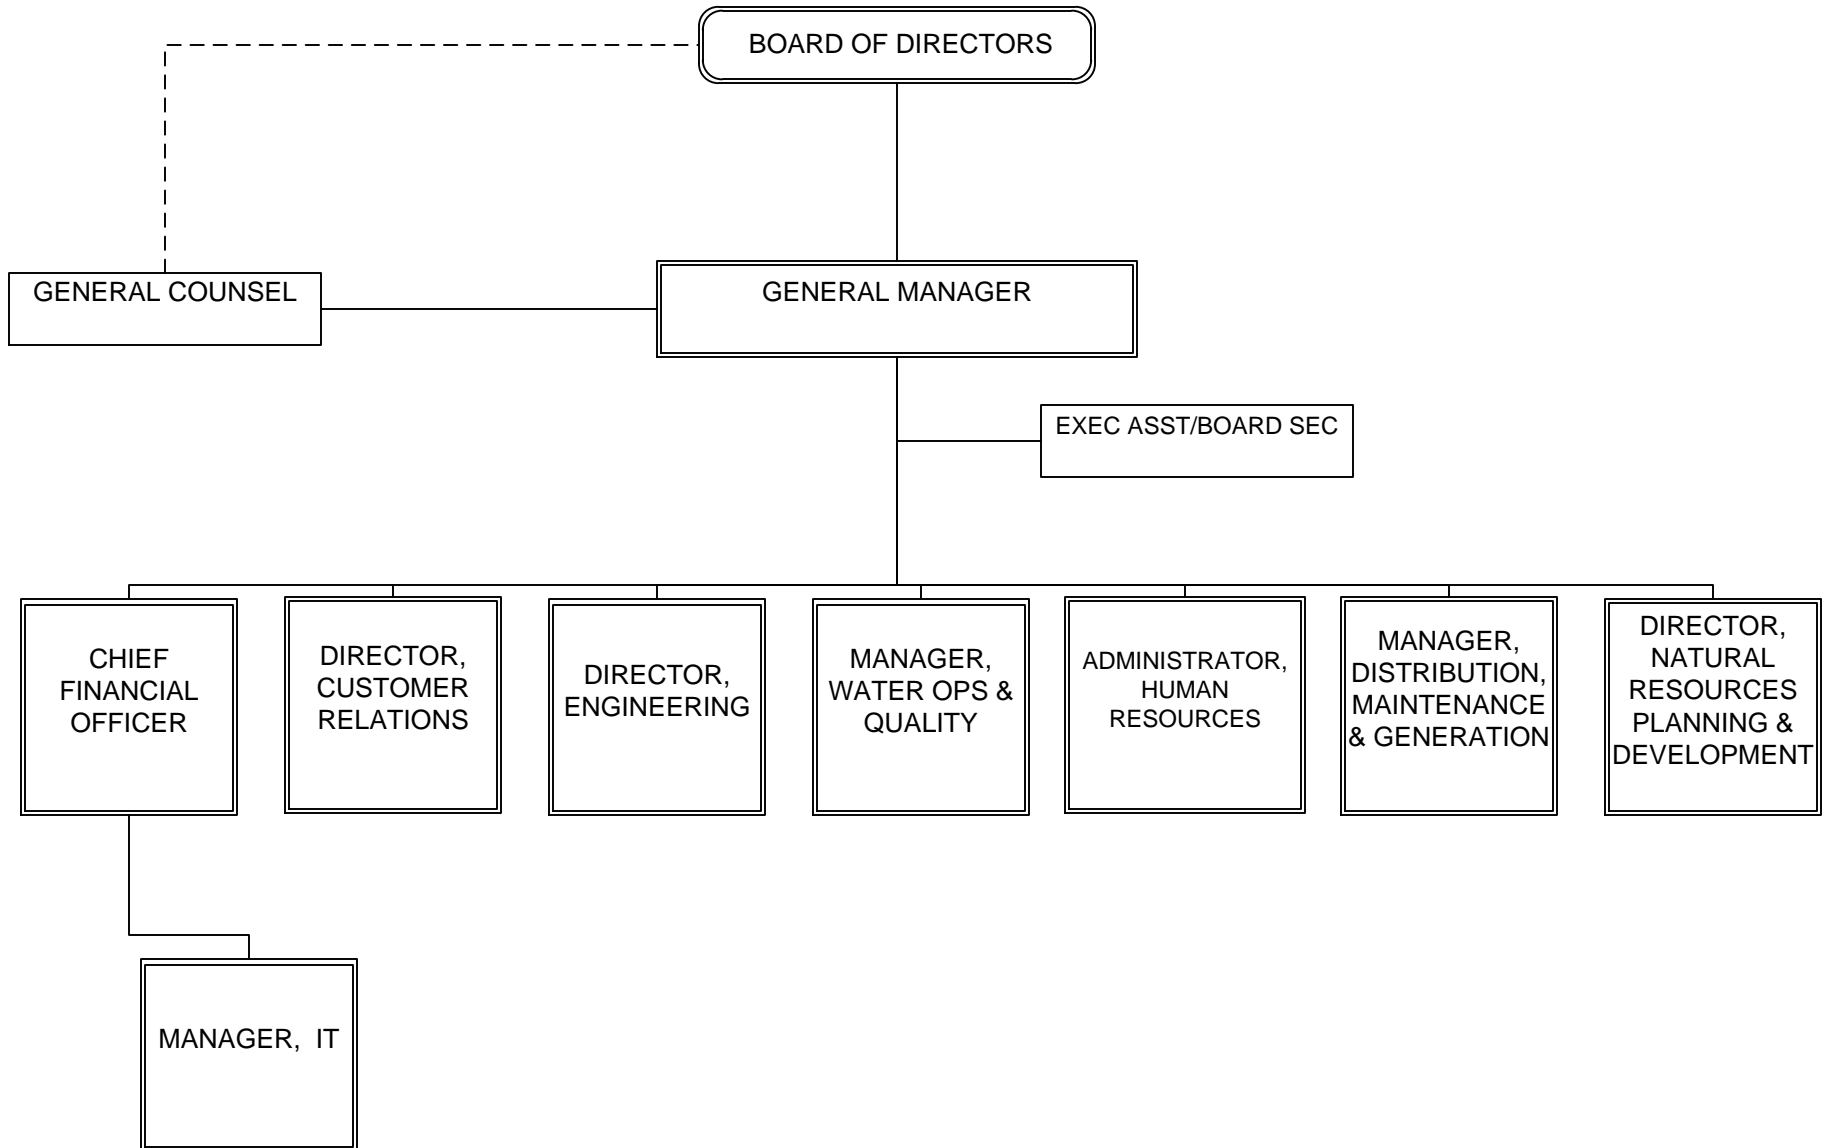 BOARD OF DIRECTORS
GENERAL COUNSEL
GENERAL MANAGER
EXEC ASST/BOARD SEC
CHIEF
FINANCIAL
OFFICER
DIRECTOR,
CUSTOMER
RELATIONS
DIRECTOR,
ENGINEERING
MANAGER,
WATER OPS &
QUALITY
ADMINISTRATOR,
HUMAN
RESOURCES
MANAGER,
DISTRIBUTION,
MAINTENANCE
& GENERATION
DIRECTOR,
NATURAL
RESOURCES
PLANNING &
DEVELOPMENT
MANAGER,  IT